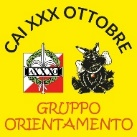 CAI XXX OTTOBRE
GRUPPO
ORIENTAMENTO